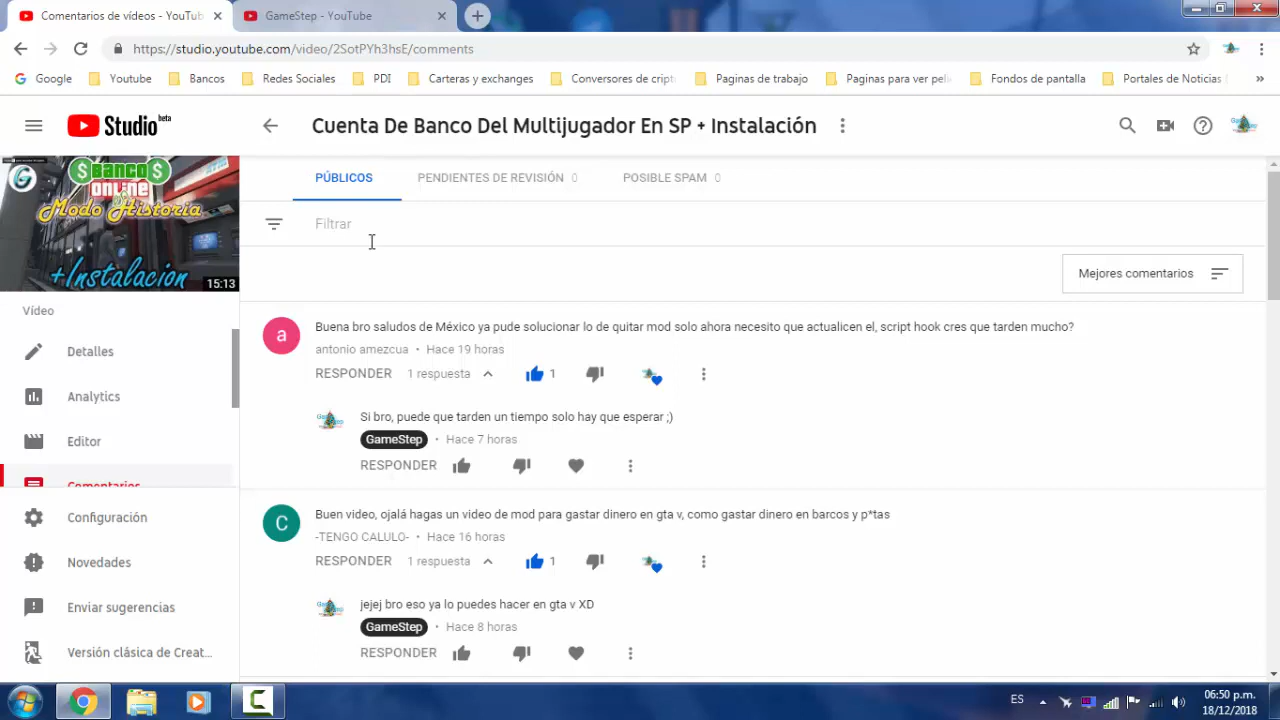 Comentarios de vídeos - YouTub
GameStep - YouTube
https://studio.youtube.com/video/2SotPYh3hsE/comments
Google
Youtube
Bancos
Redes Sociales
PDI
Carteras y exchanges
Conversores de cript
Paginas de trabajo
Paginas para ver peli
Fondos de pantalla
Portales de Noticias
»
Studio beta
Cuenta De Banco Del Multijugador En SP + Instalación
BANCO
ONLINE
Modo Historia
+Instalacion
15:13
Vídeo
Detalles
Analytics
Editor
Comentarios
Configuración
Novedades
Enviar sugerencias
Versión clásica de Creat...
PÚBLICOS
PENDIENTES DE REVISIÓN 0
POSIBLE SPAM 0
Filtrar
Mejores comentarios
a
Buena bro saludos de México ya pude solucionar lo de quitar mod solo ahora necesito que actualicen el, script hook cres que tarden mucho?
antonio amezcua • Hace 19 horas
RESPONDER 1 respuesta 1
Si bro, puede que tarden un tiempo solo hay que esperar ;)
GameStep • Hace 7 horas
RESPONDER
C
Buen video, ojalá hagas un video de mod para gastar dinero en gta v, como gastar dinero en barcos y p*tas
-TENGO CALULO- • Hace 16 horas
RESPONDER 1 respuesta 1
jejej bro eso ya lo puedes hacer en gta v XD
GameStep • Hace 8 horas
RESPONDER
ES
06:50 p.m.
18/12/2018